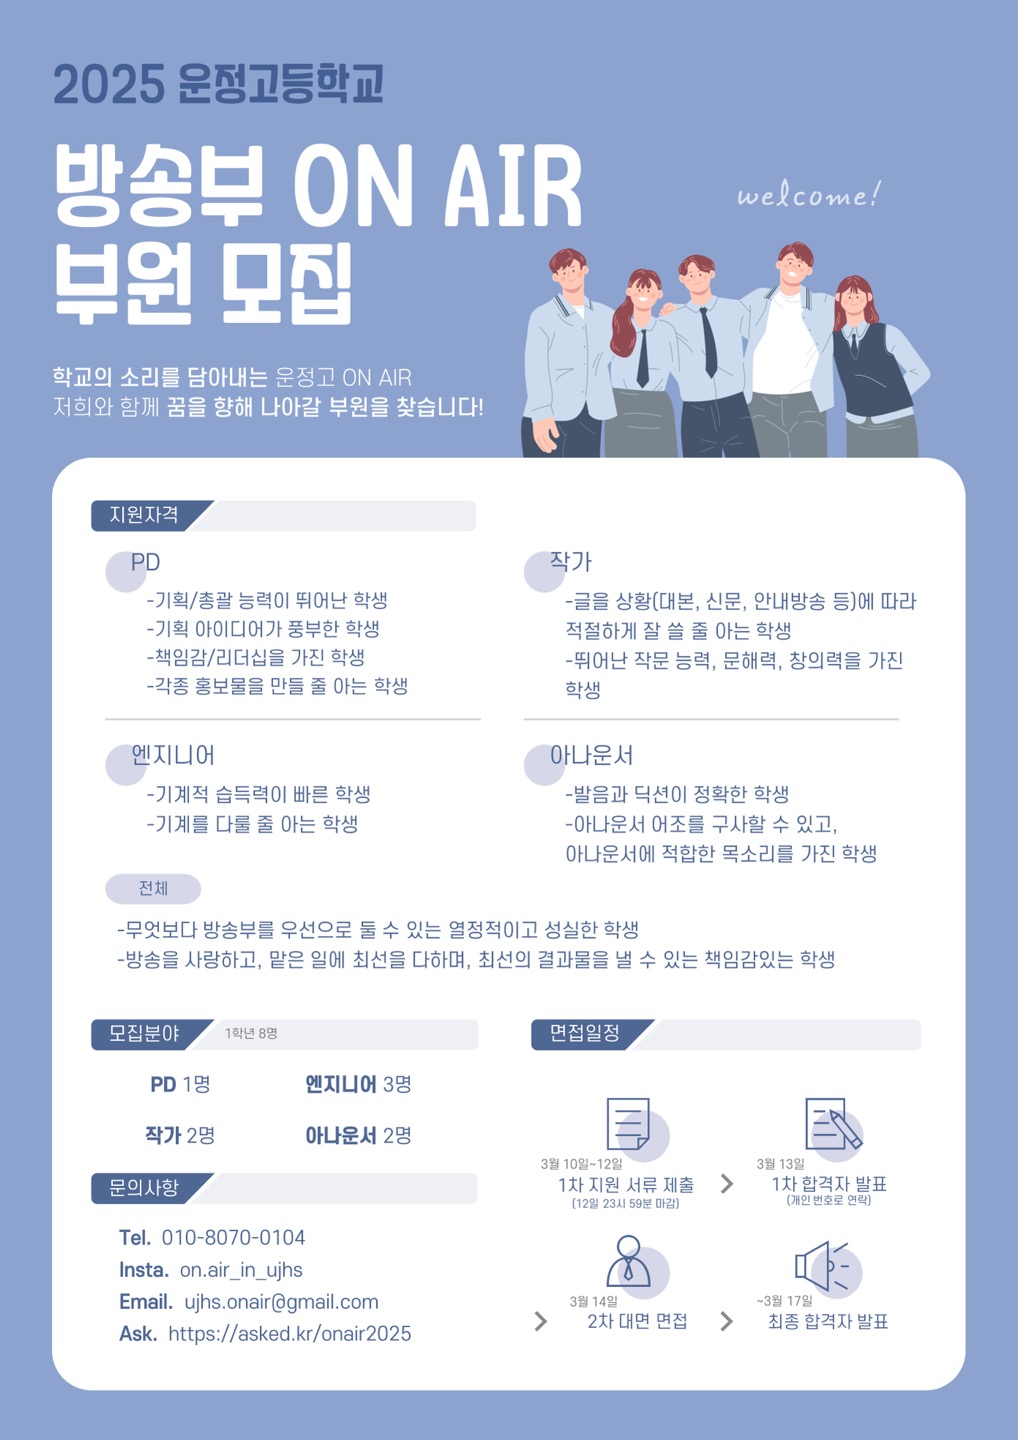 2025 운정고등학교
방송부 ON AIR
부원 모집
welcome!
학교의 소리를 담아내는 운정고 ON AIR
저희와 함께 꿈을 향해 나아갈 부원을 찾습니다!
지원자격
PD
-기획/총괄 능력이 뛰어난 학생
-기획 아이디어가 풍부한 학생
-책임감/리더십을 가진 학생
-각종 홍보물을 만들 줄 아는 학생
작가
-글을 상황(대본, 신문, 안내방송 등)에 따라
적절하게 잘 쓸 줄 아는 학생
-뛰어난 작문 능력, 문해력, 창의력을 가진
학생
엔지니어
-기계적 습득력이 빠른 학생
-기계를 다룰 줄 아는 학생
아나운서
-발음과 딕션이 정확한 학생
-아나운서 어조를 구사할 수 있고,
아나운서에 적합한 목소리를 가진 학생
전체
-무엇보다 방송부를 우선으로 둘 수 있는 열정적이고 성실한 학생
-방송을 사랑하고, 맡은 일에 최선을 다하며, 최선의 결과물을 낼 수 있는 책임감있는 학생
모집분야 1학년 8명
PD 1명 엔지니어 3명
작가 2명 아나운서 2명
문의사항
Tel. 010-8070-0104
Insta. on.air_in_ujhs
Email. ujhs.onair@gmail.com
Ask. https://asked.kr/onair2025
면접일정
3월 10일~12일
1차 지원 서류 제출
(12일 23시 59분 마감)
3월 13일
1차 합격자 발표
(개인 번호로 연락)
3월 14일
2차 대면 면접
~3월 17일
최종 합격자 발표